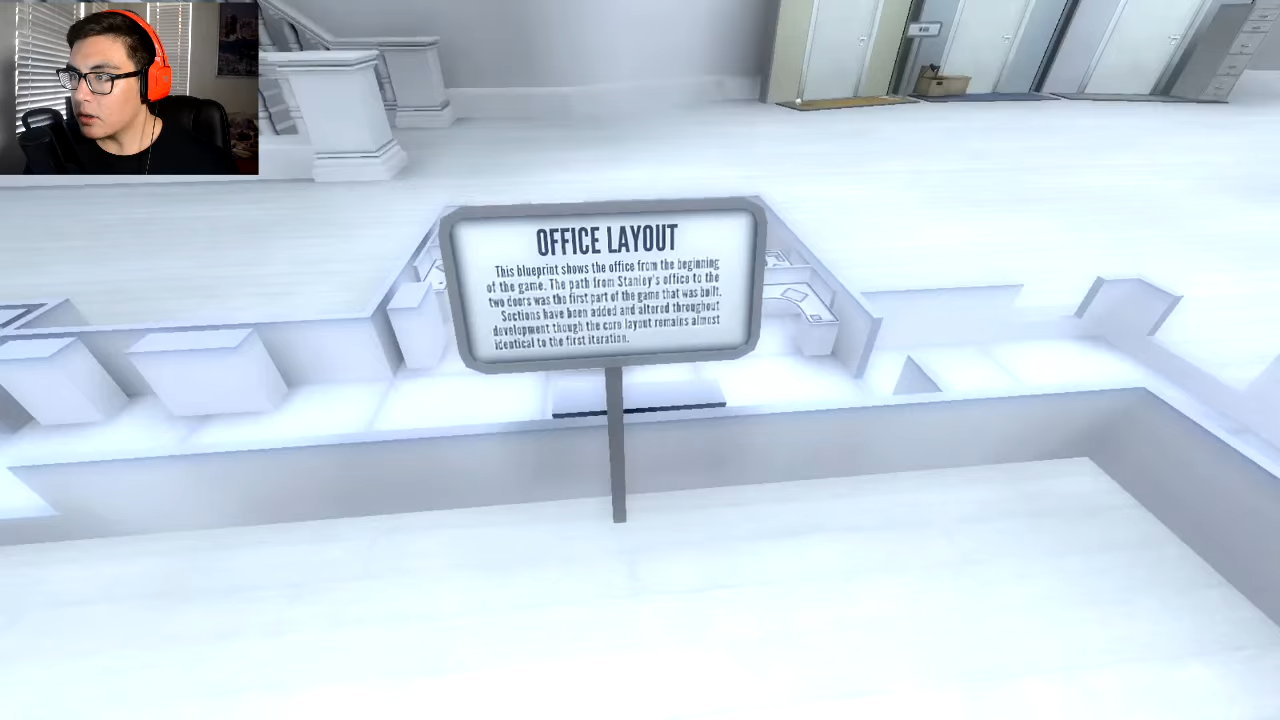 OFFICE LAYOUT
This blueprint shows the office from the beginning
of the game. The path from Stanley's office to the
two doors was the first part of the game that was built.
Sections have been added and altered throughout
development though the core layout remains almost
identical to the first iteration.